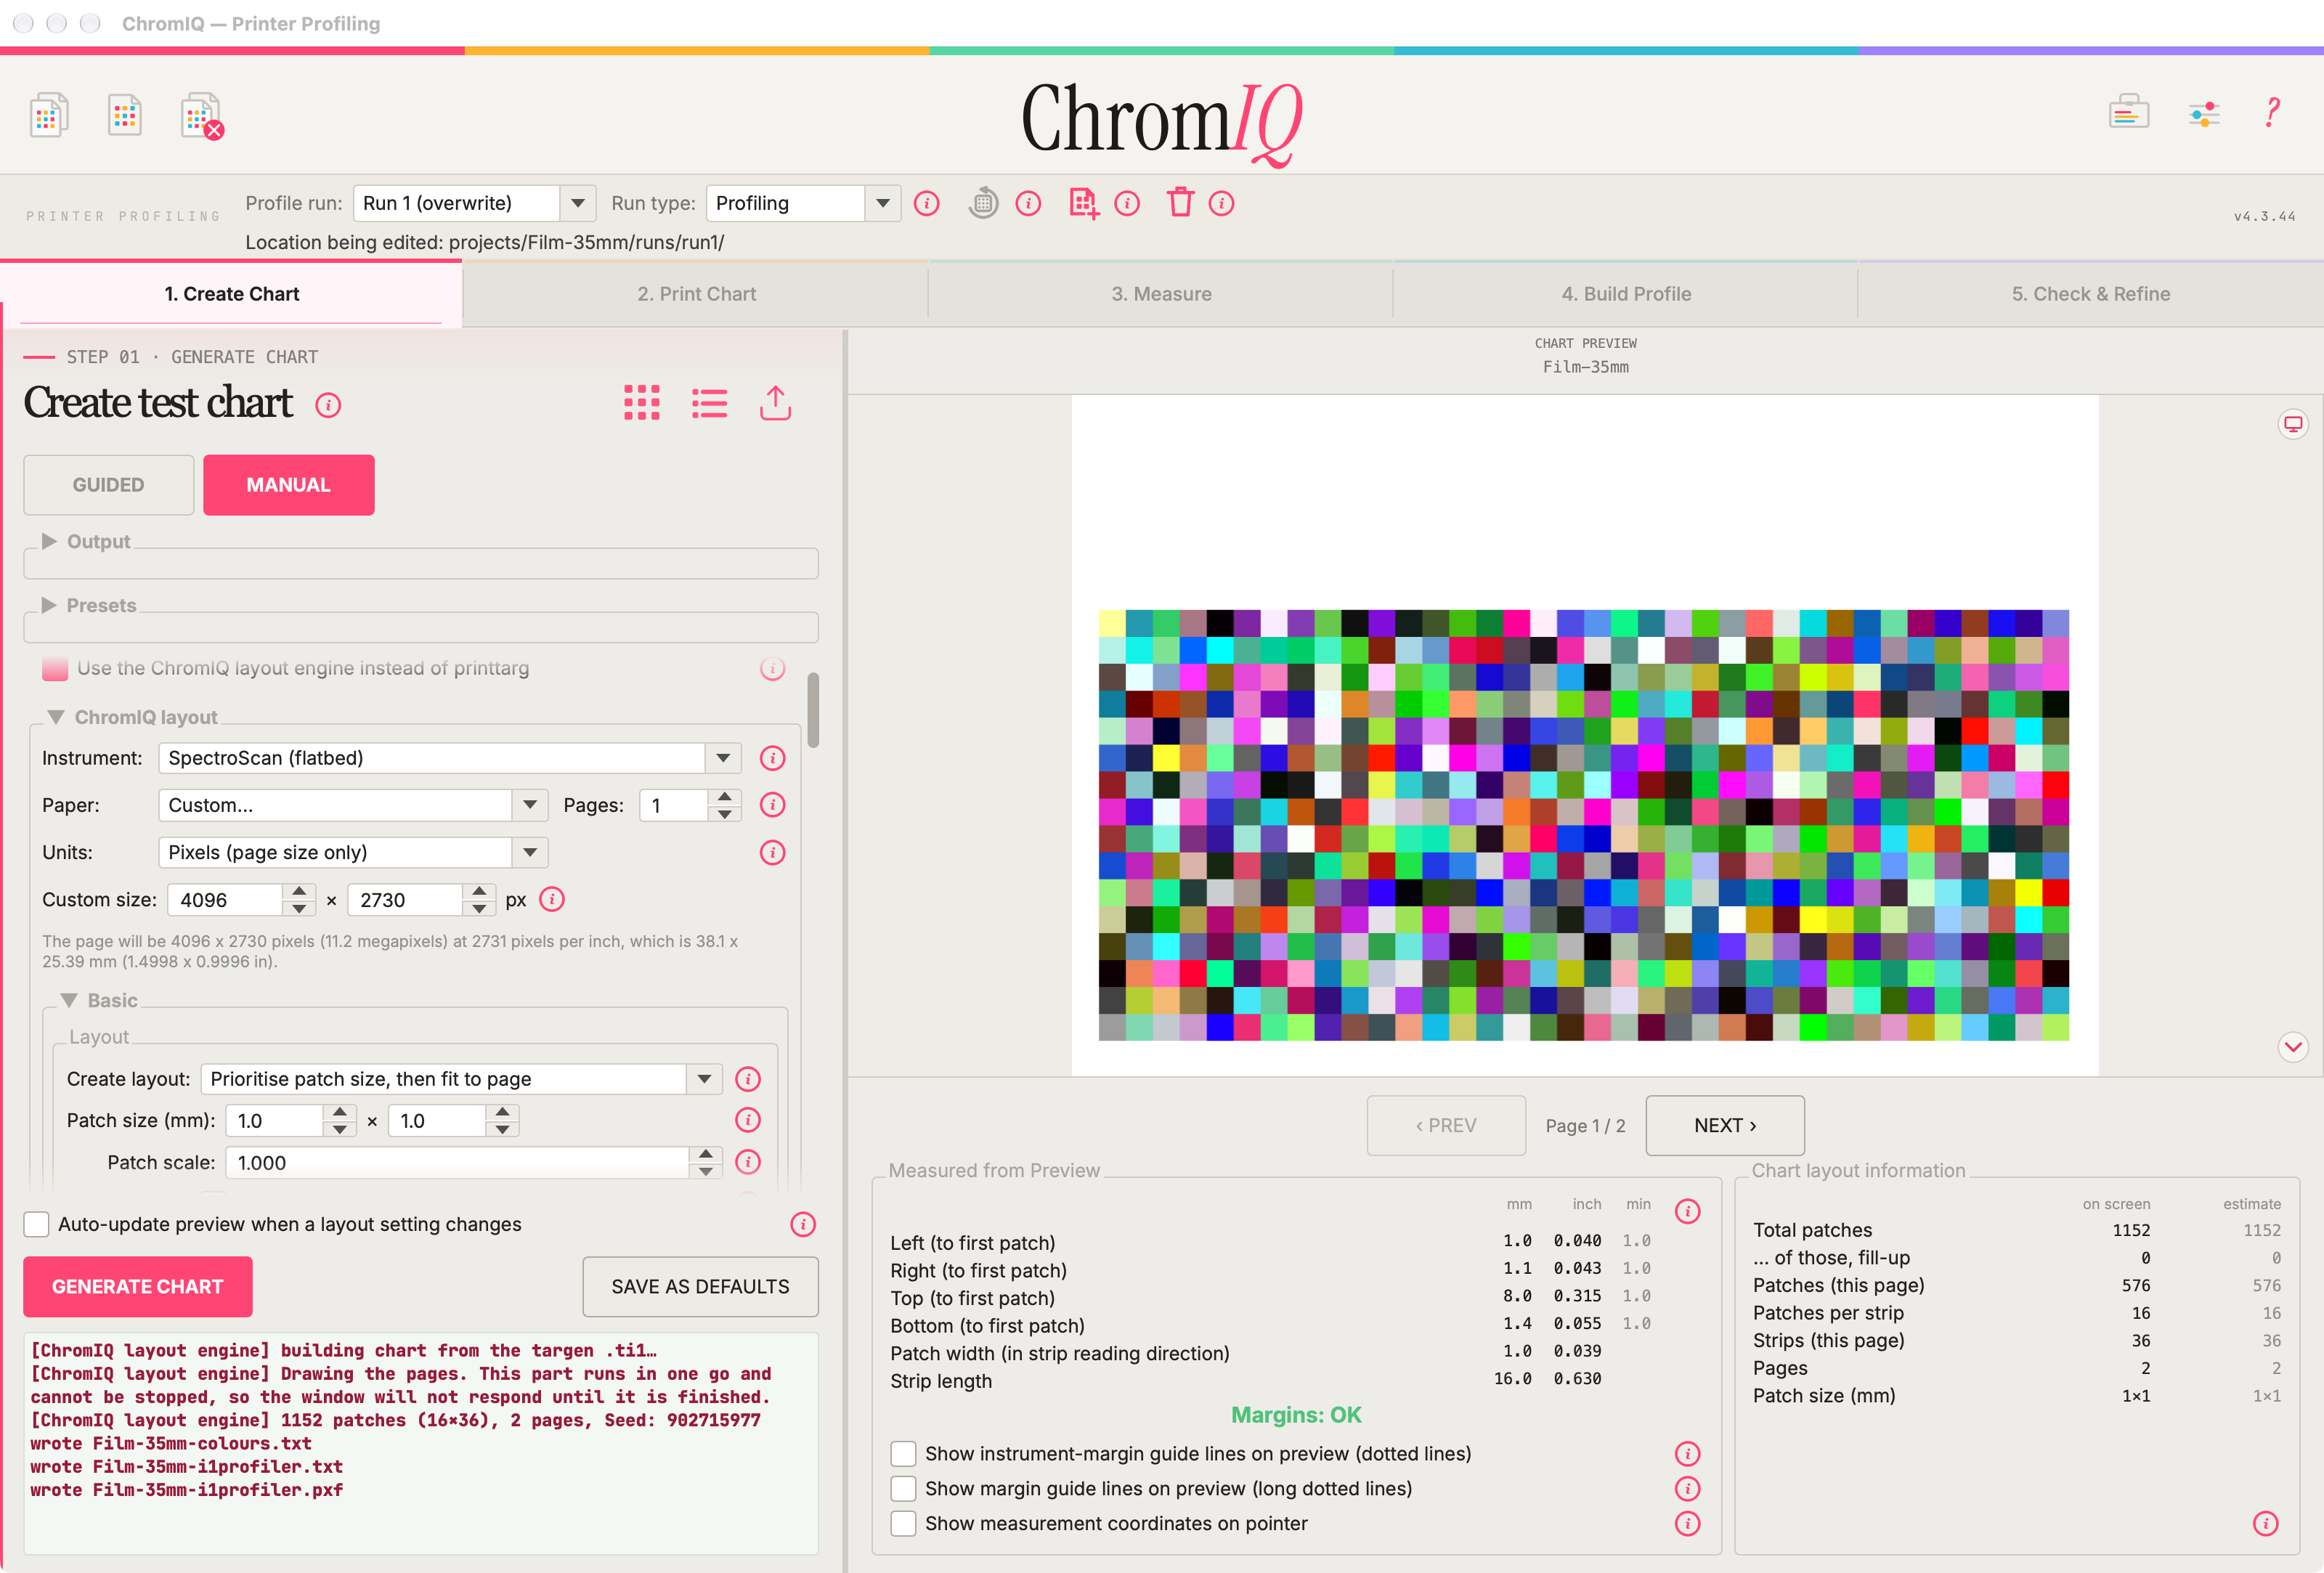 ChromIQ — Printer Profiling
ChromIQ
?
PRINTER PROFILING
Profile run: Run 1 (overwrite) Run type: Profiling
v4.3.44
Location being edited: projects/Film-35mm/runs/run1/
1. Create Chart
2. Print Chart
3. Measure
4. Build Profile
5. Check & Refine
STEP 01 · GENERATE CHART
Create test chart
GUIDED
MANUAL
Output
Presets
Use the ChromIQ layout engine instead of printtarg
ChromIQ layout
Instrument: SpectroScan (flatbed)
Paper: Custom... Pages: 1
Units: Pixels (page size only)
Custom size: 4096 × 2730 px
The page will be 4096 x 2730 pixels (11.2 megapixels) at 2731 pixels per inch, which is 38.1 x
25.39 mm (1.4998 x 0.9996 in).
Basic
Layout
Create layout: Prioritise patch size, then fit to page
Patch size (mm): 1.0 × 1.0
Patch scale: 1.000
Auto-update preview when a layout setting changes
GENERATE CHART
SAVE AS DEFAULTS
[ChromIQ layout engine] building chart from the targen .ti1…
[ChromIQ layout engine] Drawing the pages. This part runs in one go and
cannot be stopped, so the window will not respond until it is finished.
[ChromIQ layout engine] 1152 patches (16×36), 2 pages, Seed: 902715977
wrote Film-35mm-colours.txt
wrote Film-35mm-i1profiler.txt
wrote Film-35mm-i1profiler.pxf
CHART PREVIEW
Film–35mm
‹ PREV
Page 1 / 2
NEXT ›
Measured from Preview
mm inch min
Left (to first patch) 1.0 0.040 1.0
Right (to first patch) 1.1 0.043 1.0
Top (to first patch) 8.0 0.315 1.0
Bottom (to first patch) 1.4 0.055 1.0
Patch width (in strip reading direction) 1.0 0.039
Strip length 16.0 0.630
Margins: OK
Show instrument-margin guide lines on preview (dotted lines)
Show margin guide lines on preview (long dotted lines)
Show measurement coordinates on pointer
Chart layout information
on screen estimate
Total patches 1152 1152
... of those, fill-up 0 0
Patches (this page) 576 576
Patches per strip 16 16
Strips (this page) 36 36
Pages 2 2
Patch size (mm) 1×1 1×1